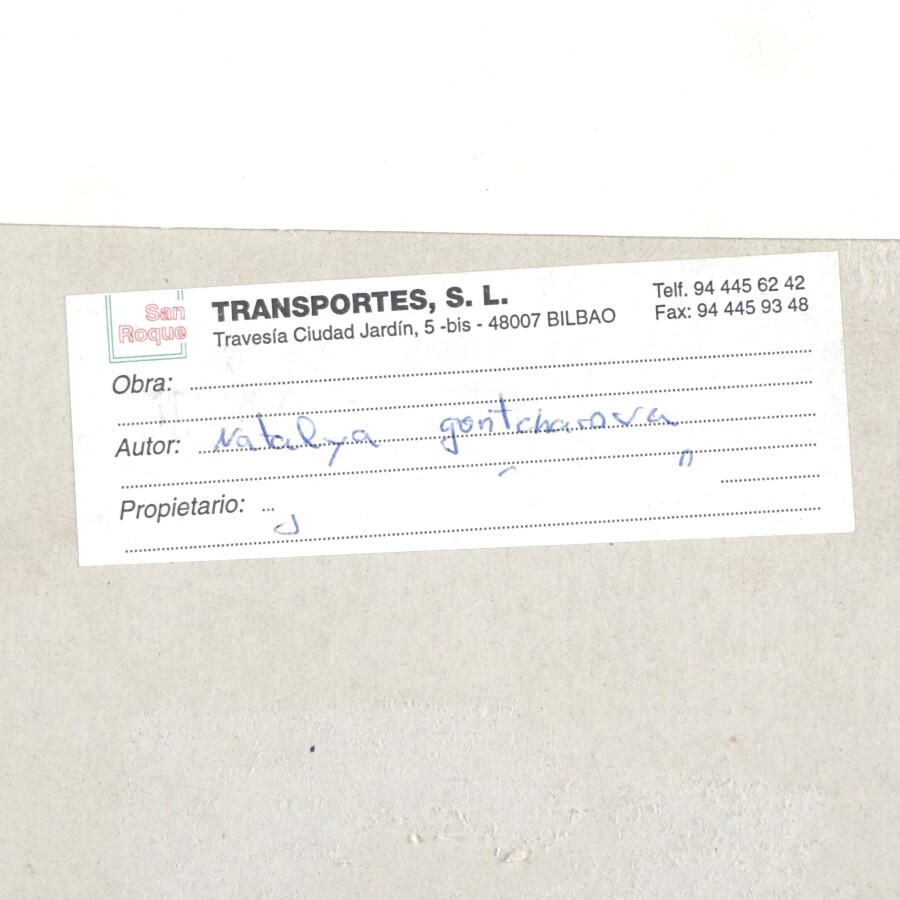 San
Roque
TRANSPORTES, S. L.
Travesía Ciudad Jardín, 5 -bis - 48007 BILBAO
Telf. 94 445 62 42
Fax: 94 445 93 48
Obra:
Autor: Natalya gontcharova
Propietario: